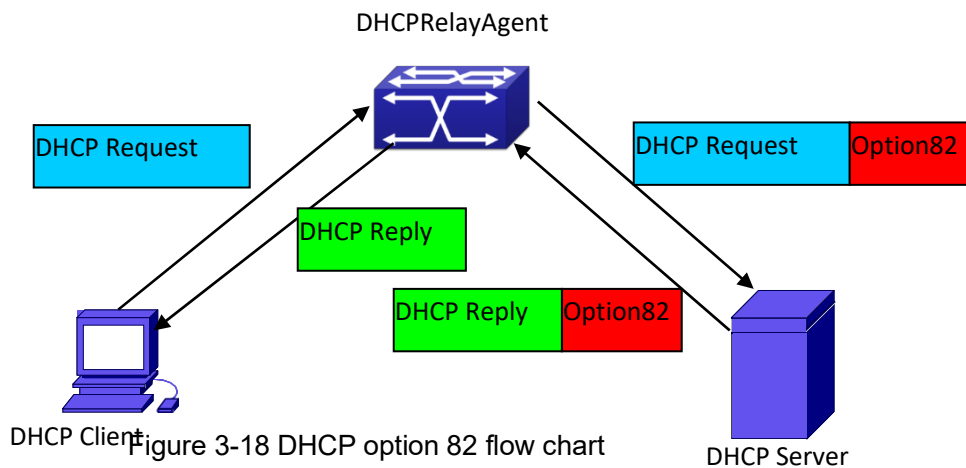 DHCPRelayAgent
DHCP Request
DHCP Request
Option82
DHCP Reply
DHCP Reply
Option82
DHCP Client
Figure 3-18 DHCP option 82 flow chart
DHCP Server